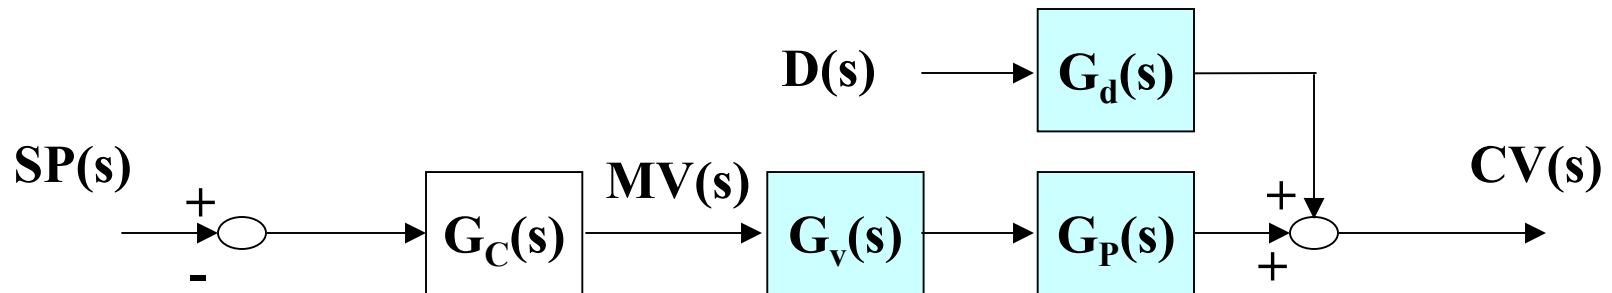 D(s)
Gd(s)
SP(s)
MV(s)
CV(s)
+
+
GC(s)
Gv(s)
GP(s)
-
+